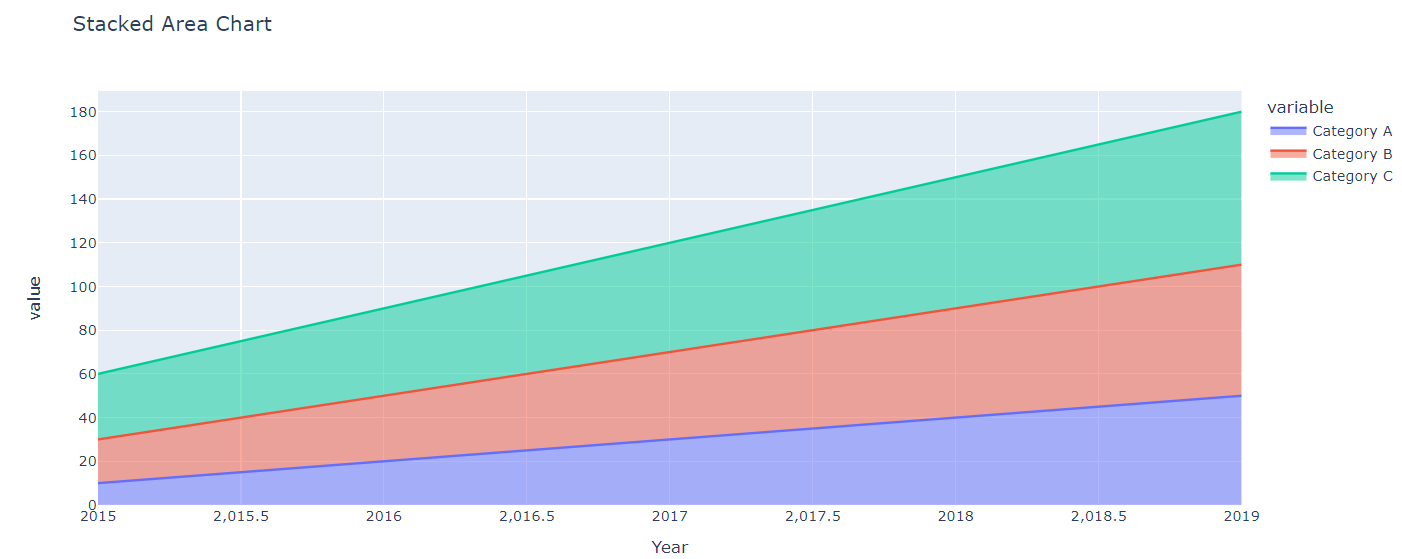 Stacked Area Chart
variable
Category A
Category B
Category C
180
160
140
120
100
80
60
40
20
0
value
2015 2,015.5 2016 2,016.5 2017 2,017.5 2018 2,018.5 2019
Year